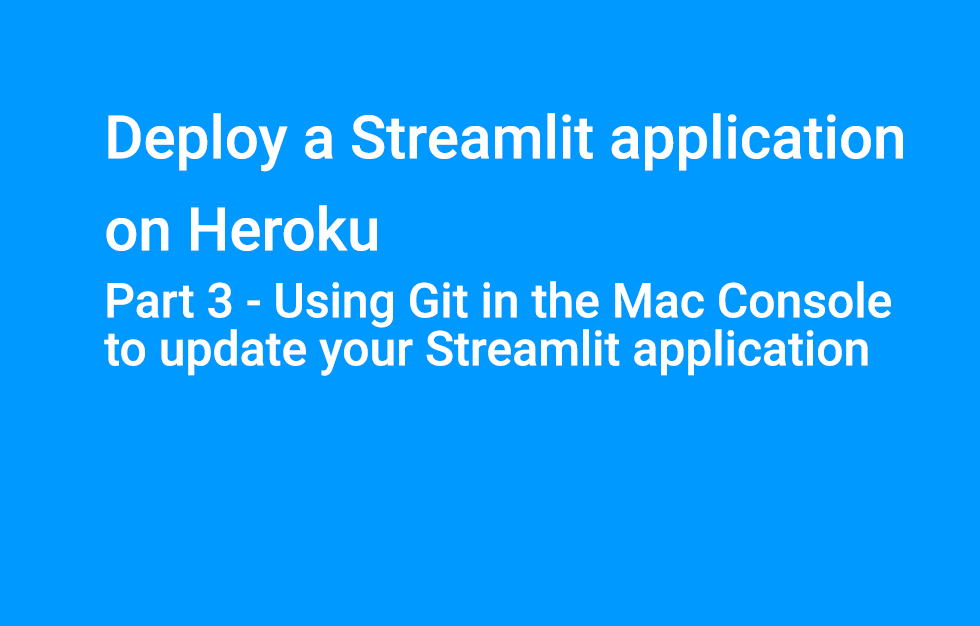 Deploy a Streamlit application
on Heroku
Part 3 - Using Git in the Mac Console
to update your Streamlit application